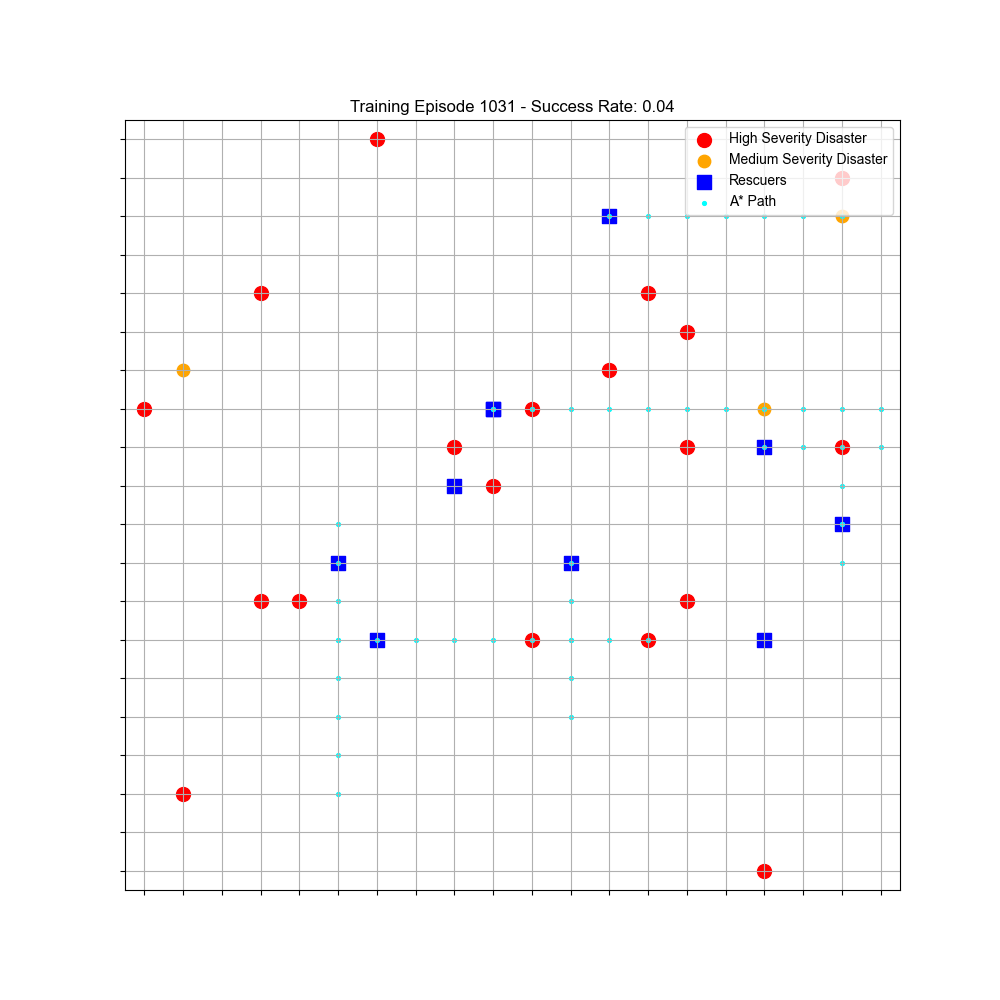 Training Episode 1031 - Success Rate: 0.04
High Severity Disaster
Medium Severity Disaster
Rescuers
A* Path